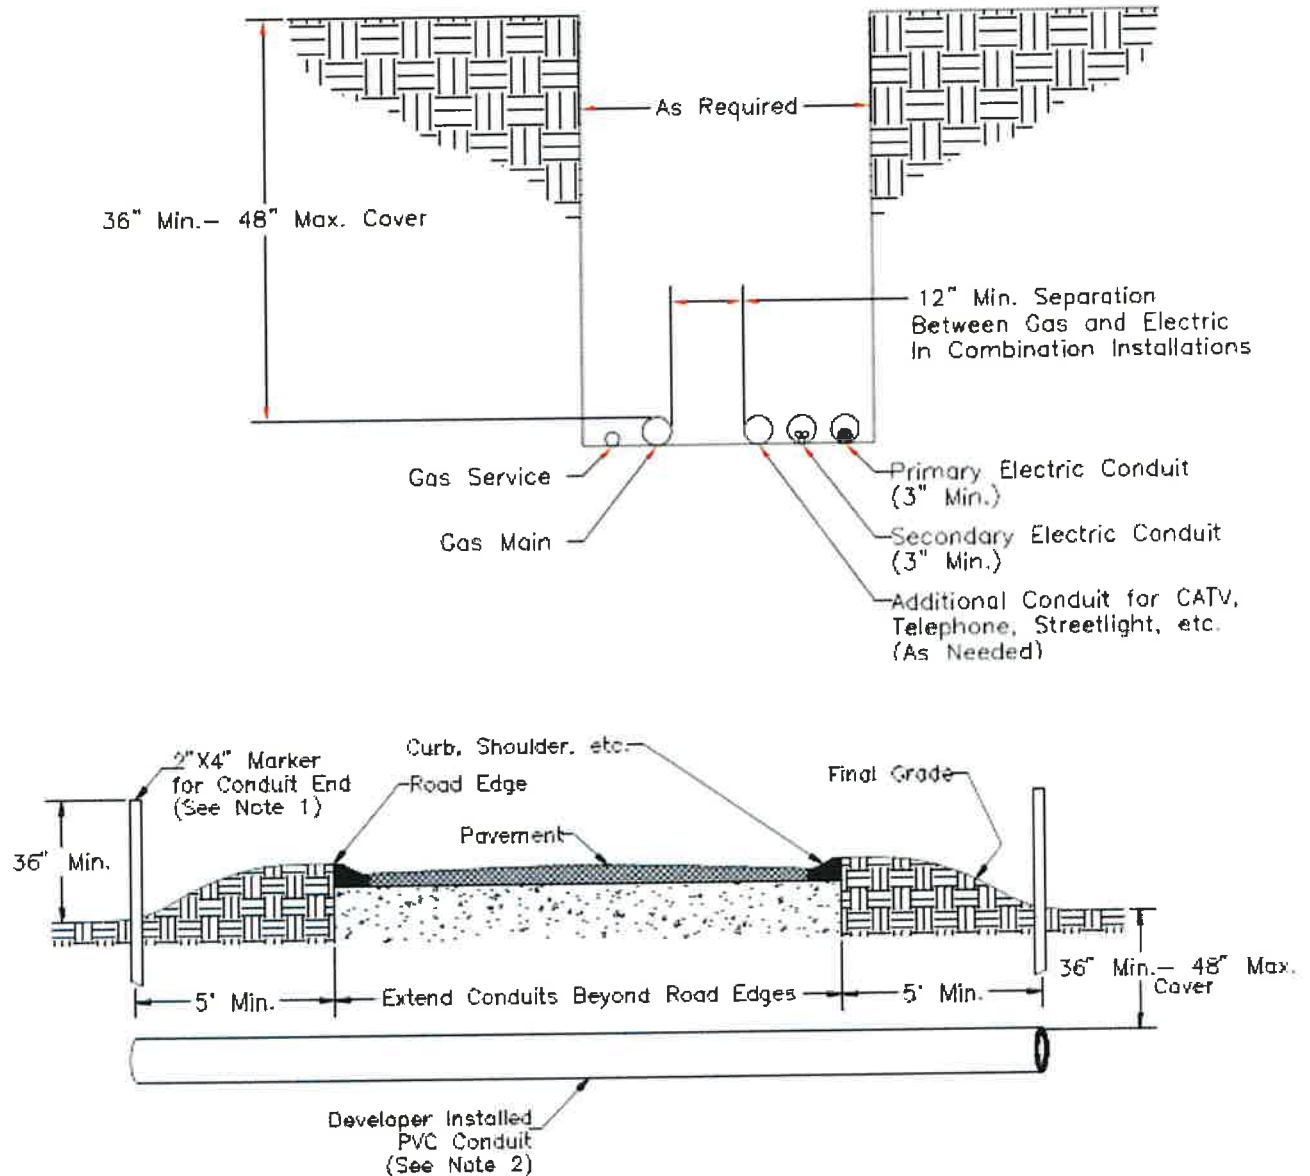 As Required
36" Min.– 48" Max. Cover
12" Min. Separation
Between Gas and Electric
In Combination Installations
Gas Service
Primary Electric Conduit
(3" Min.)
Gas Main
Secondary Electric Conduit
(3" Min.)
Additional Conduit for CATV,
Telephone, Streetlight, etc.
(As Needed)
2"X4" Marker
for Conduit End
(See Note 1)
Curb, Shoulder, etc.
Road Edge
Final Grade
Pavement
36" Min.
36" Min.– 48" Max.
Cover
5' Min.
Extend Conduits Beyond Road Edges
5' Min.
Developer Installed
PVC Conduit
(See Note 2)